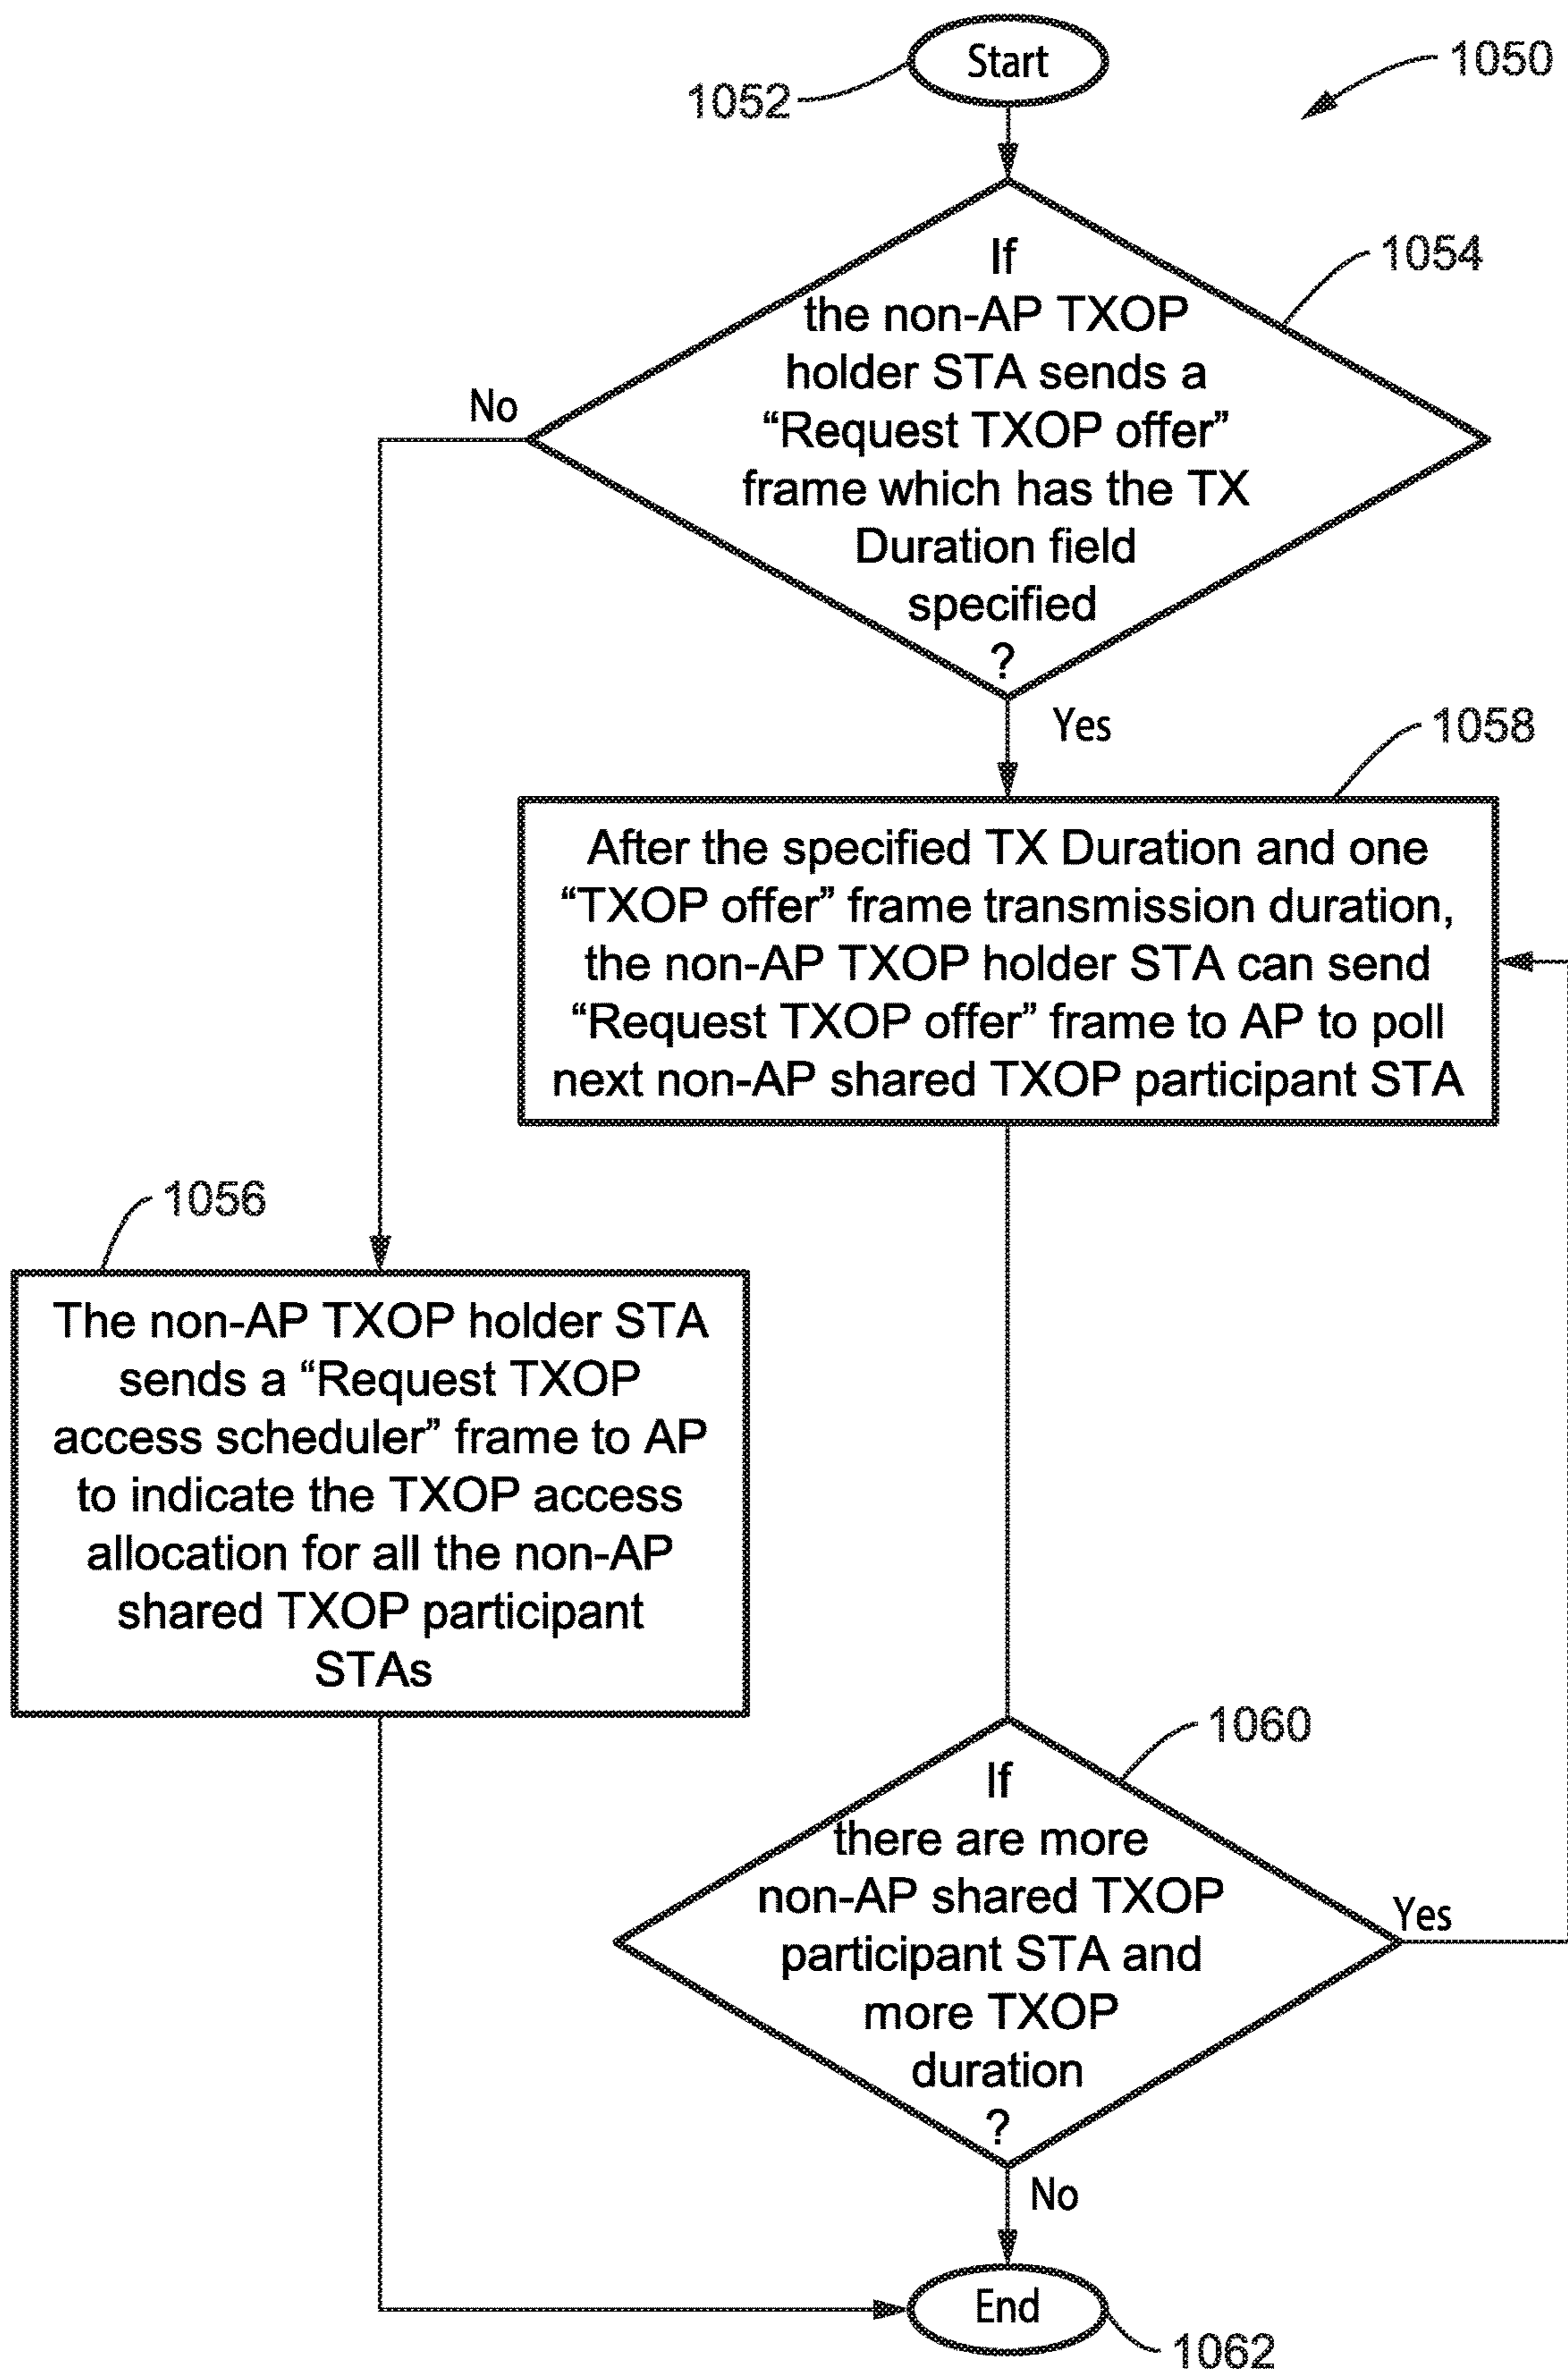 Start
1050
1052
If
the non-AP TXOP
holder STA sends a
“Request TXOP offer”
frame which has the TX
Duration field
specified
?
1054
No
Yes
1058
After the specified TX Duration and one
“TXOP offer” frame transmission duration,
the non-AP TXOP holder STA can send
“Request TXOP offer” frame to AP to poll
next non-AP shared TXOP participant STA
1056
The non-AP TXOP holder STA
sends a “Request TXOP
access scheduler” frame to AP
to indicate the TXOP access
allocation for all the non-AP
shared TXOP participant
STAs
1060
If
there are more
non-AP shared TXOP
participant STA and
more TXOP
duration
?
Yes
No
End
1062